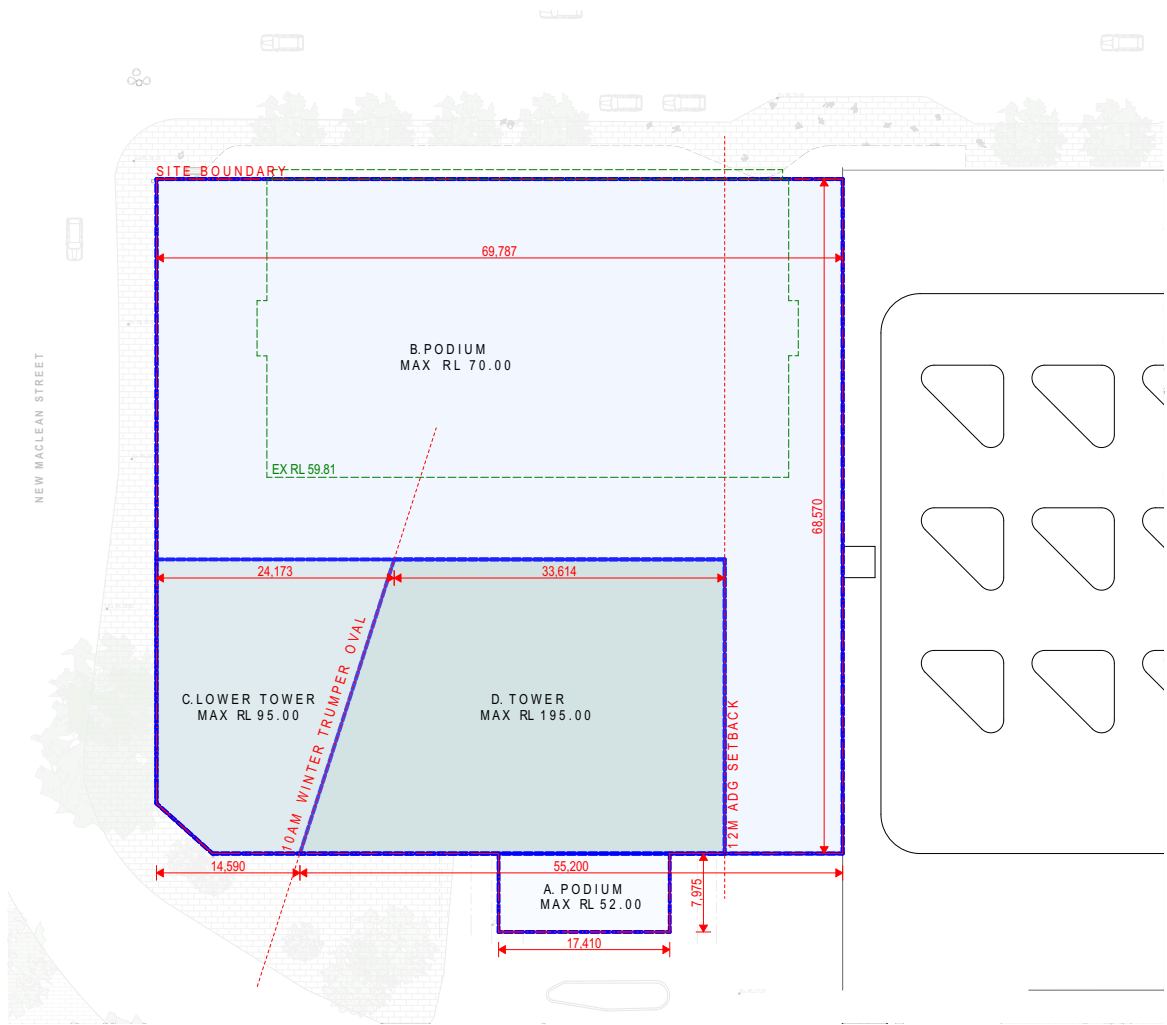 SITE BOUNDARY
69,787
B.PODIUM
MAX RL 70.00
NEW MACLEAN STREET
EX RL 59.81
68,570
24,173
33,614
10AM WINTER TRUMPER OVAL
C.LOWER TOWER
MAX RL 95.00
D. TOWER
MAX RL 195.00
12M ADG SETBACK
14,590
55,200
A. PODIUM
MAX RL 52.00
7,975
17,410